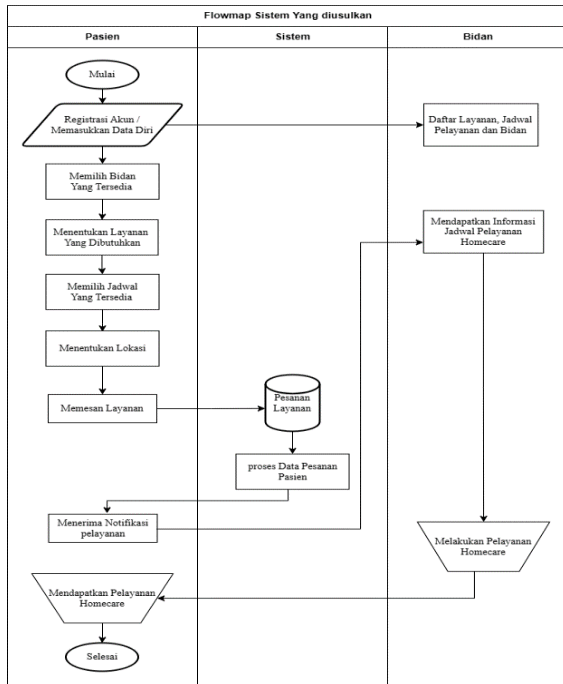 Flowmap Sistem Yang diusulkan
Pasien
Sistem
Bidan
Mulai
Registrasi Akun /
Memasukkan Data Diri
Daftar Layanan, Jadwal
Pelayanan dan Bidan
Memilih Bidan
Yang Tersedia
Menentukan Layanan
Yang Dibutuhkan
Mendapatkan Informasi
Jadwal Pelayanan
Homecare
Memilih Jadwal
Yang Tersedia
Menentukan Lokasi
Memesan Layanan
Pesanan
Layanan
proses Data Pesanan
Pasien
Menerima Notifikasi
pelayanan
Melakukan Pelayanan
Homecare
Mendapatkan Pelayanan
Homecare
Selesai